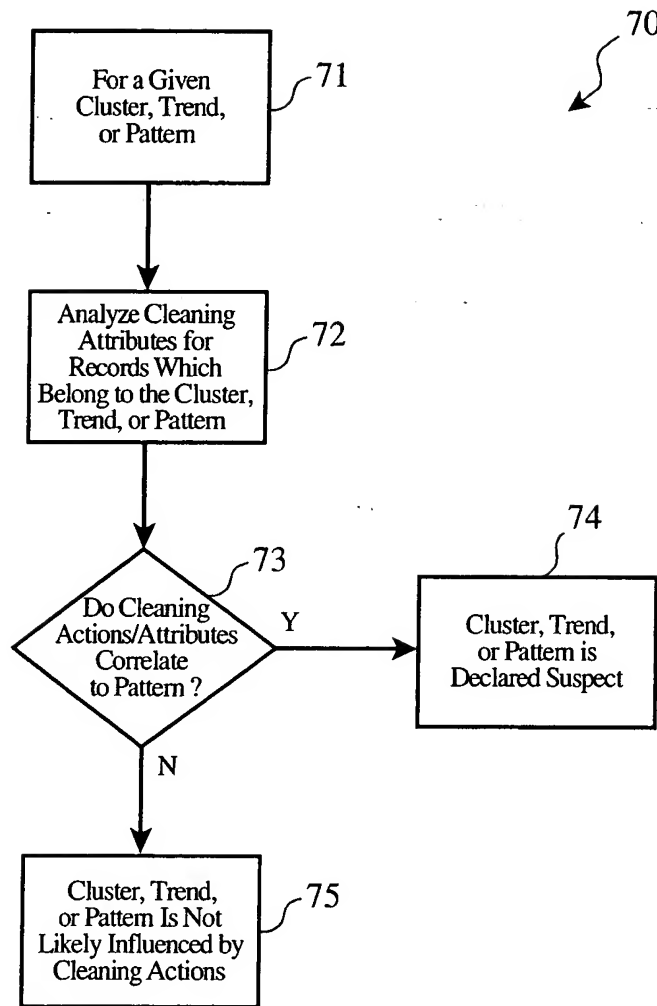 70
For a Given
Cluster, Trend,
or Pattern
71
Analyze Cleaning
Attributes for
Records Which
Belong to the Cluster,
Trend, or Pattern
72
73
Do Cleaning
Actions/Attributes
Correlate
to Pattern ?
Y
N
74
Cluster, Trend,
or Pattern is
Declared Suspect
Cluster, Trend,
or Pattern Is Not
Likely Influenced by
Cleaning Actions
75